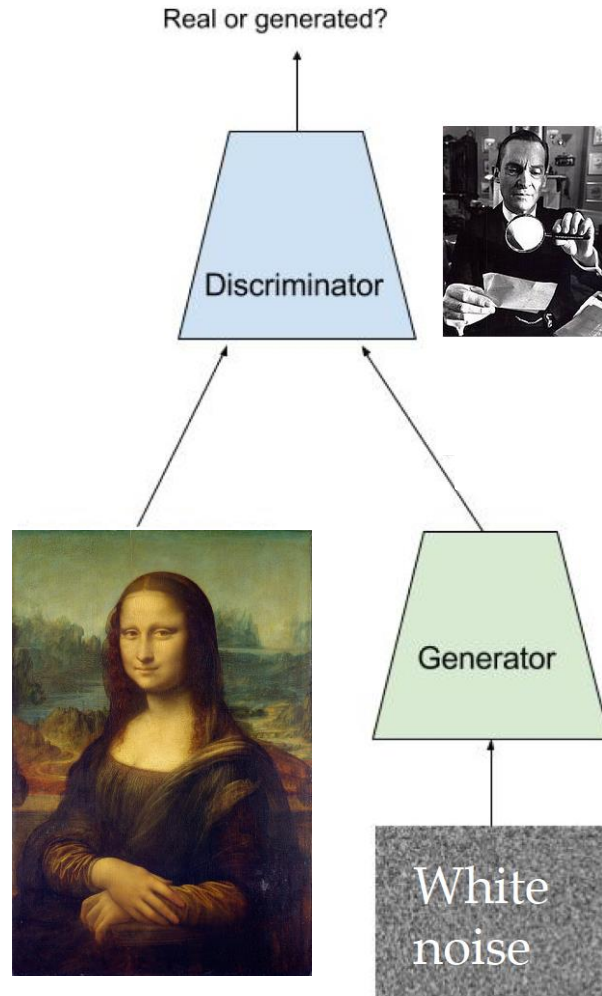 Real or generated?
Discriminator
Generator
White
noise